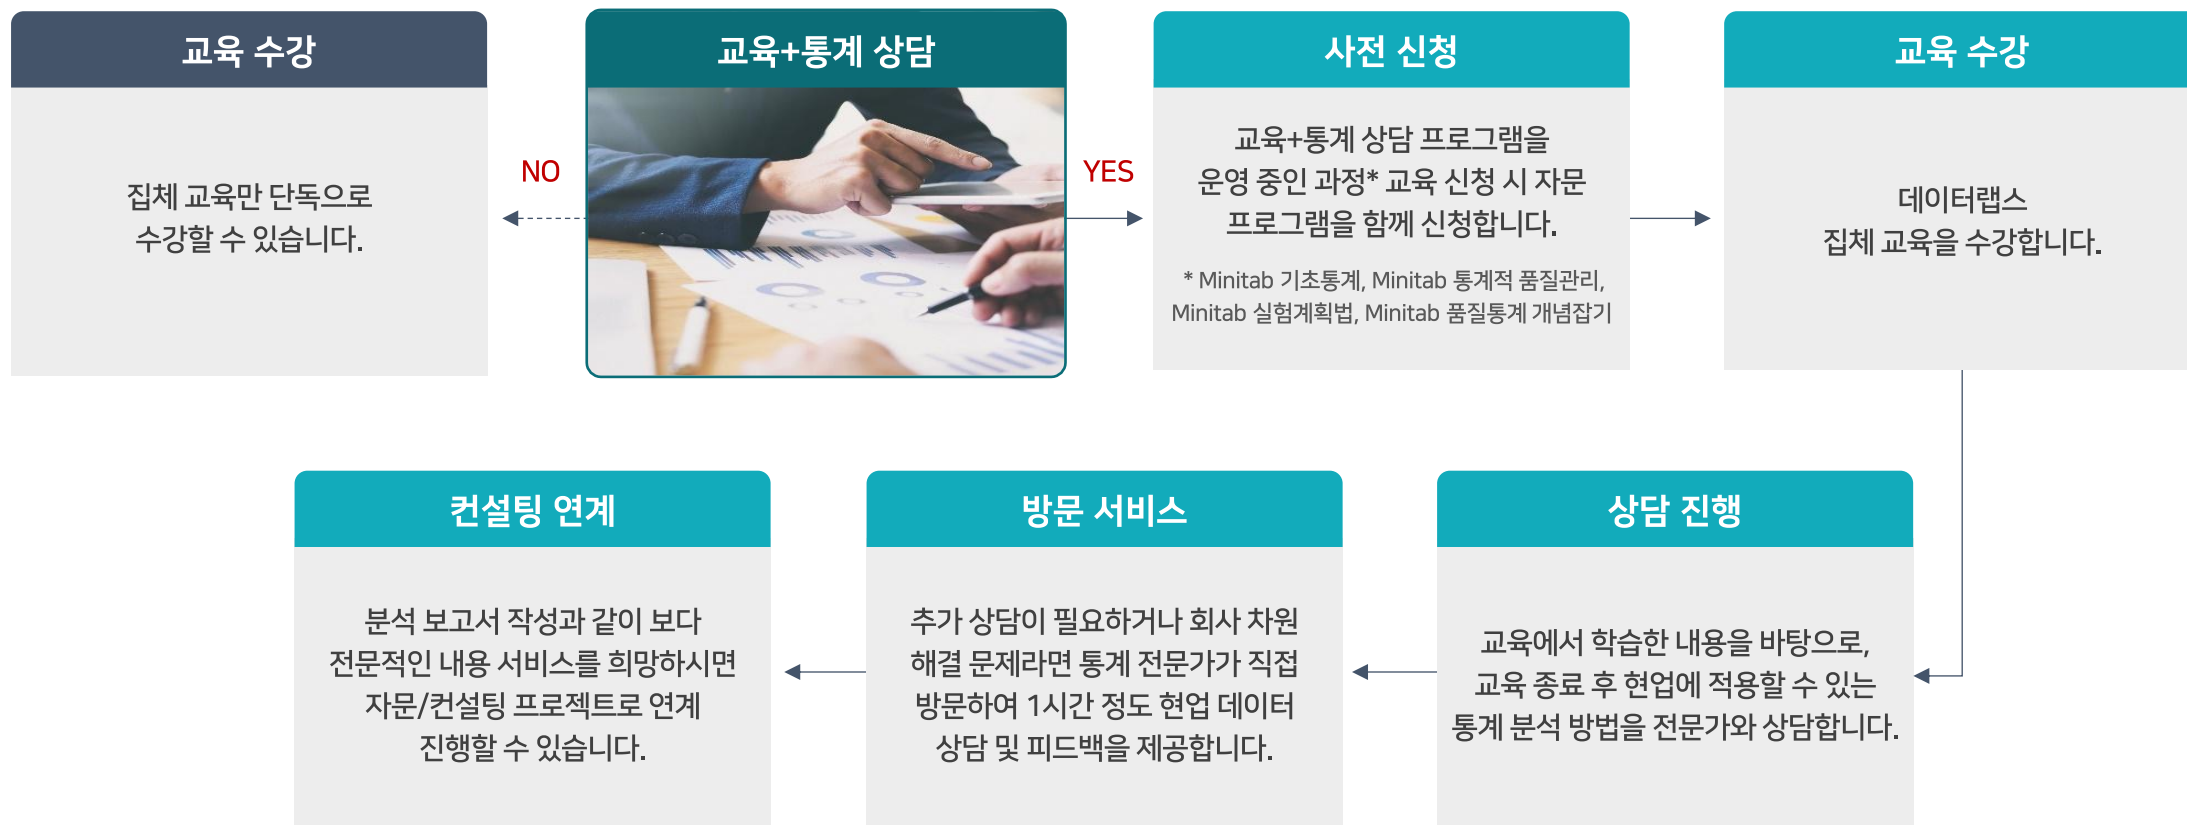 교육 수강
집체 교육만 단독으로
수강할 수 있습니다.
NO
교육+통계 상담
YES
사전 신청
교육+통계 상담 프로그램을
운영 중인 과정* 교육 신청 시 자문
프로그램을 함께 신청합니다.
* Minitab 기초통계, Minitab 통계적 품질관리,
Minitab 실험계획법, Minitab 품질통계 개념잡기
교육 수강
데이터랩스
집체 교육을 수강합니다.
상담 진행
교육에서 학습한 내용을 바탕으로,
교육 종료 후 현업에 적용할 수 있는
통계 분석 방법을 전문가와 상담합니다.
방문 서비스
추가 상담이 필요하거나 회사 차원
해결 문제라면 통계 전문가가 직접
방문하여 1시간 정도 현업 데이터
상담 및 피드백을 제공합니다.
컨설팅 연계
분석 보고서 작성과 같이 보다
전문적인 내용 서비스를 희망하시면
자문/컨설팅 프로젝트로 연계
진행할 수 있습니다.